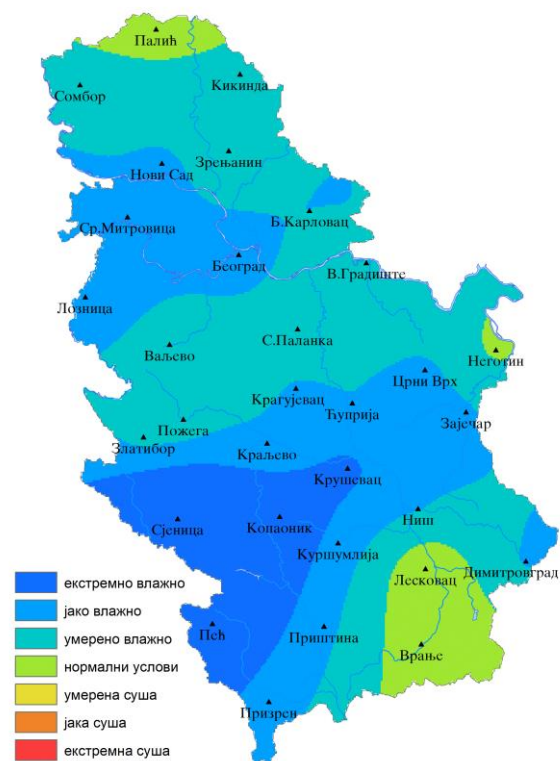 Палић
Кикинда
Сомбор
Зрењанин
Нови Сад
Б.Карловац
Ср.Митровица
Београд
В.Градиште
Лозница
С.Паланка
Ваљево
Неготин
Црни Врх
Крагујевац
Ћуприја
Зајечар
Пожега
Златибор
Краљево
Крушевац
Ниш
Копаоник
Сјеница
Куршумлија
Димитровград
Лесковац
Пећ
Приштина
Врање
Призрен
екстремно влажно
јако влажно
умерено влажно
нормални услови
умерена суша
јака суша
екстремна суша